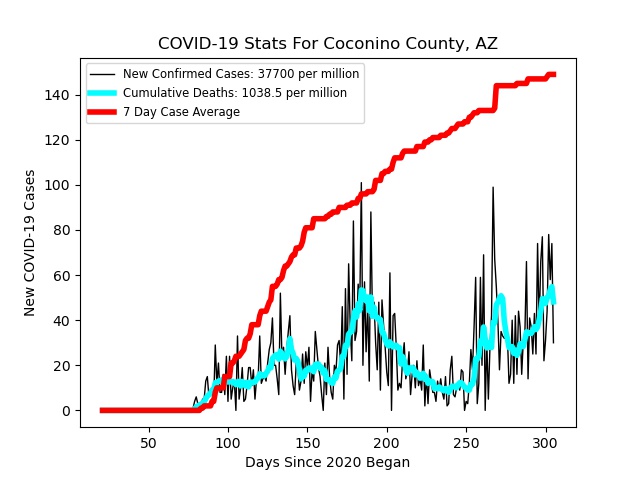 COVID-19 Stats For Coconino County, AZ
New Confirmed Cases: 37700 per million
Cumulative Deaths: 1038.5 per million
7 Day Case Average
New COVID-19 Cases
140
120
100
80
60
40
20
0
50 100 150 200 250 300
Days Since 2020 Began